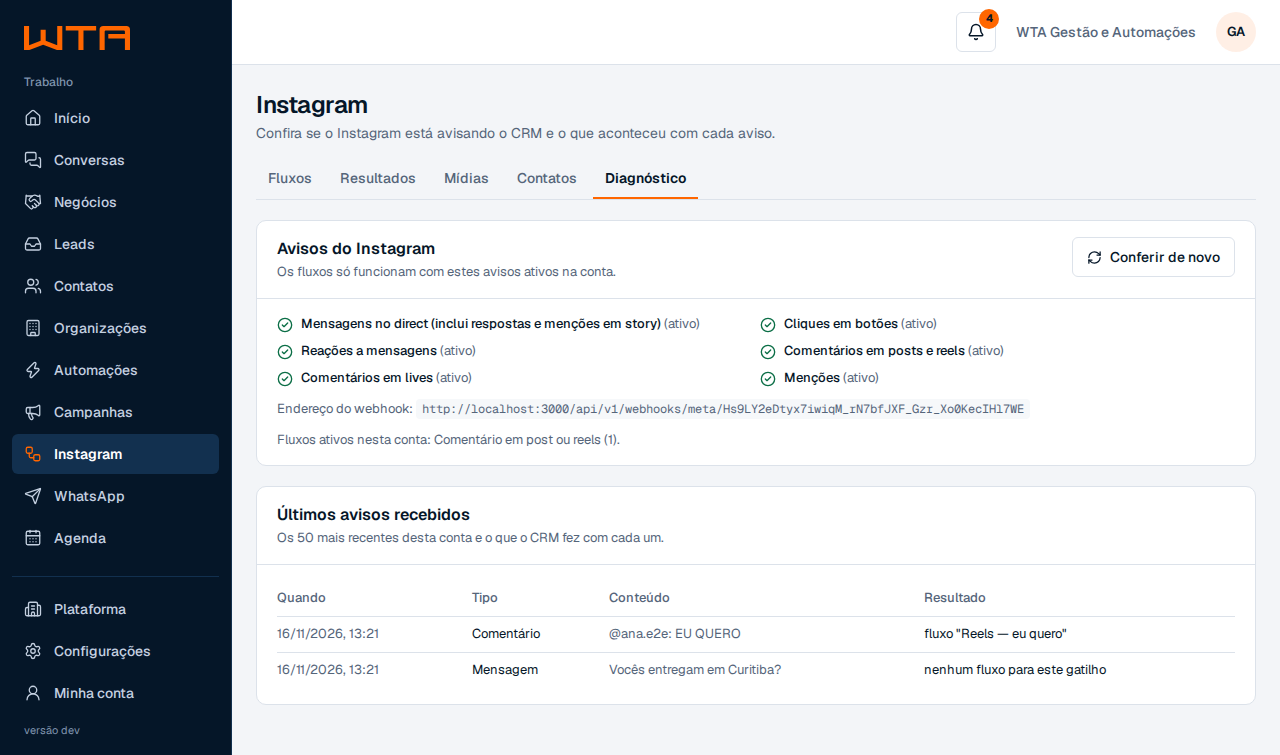 WTA
4
WTA Gestão e Automações
GA
Trabalho
Início
Conversas
Negócios
Leads
Contatos
Organizações
Automações
Campanhas
Instagram
WhatsApp
Agenda
Plataforma
Configurações
Minha conta
versão dev
Instagram
Confira se o Instagram está avisando o CRM e o que aconteceu com cada aviso.
Fluxos Resultados Mídias Contatos Diagnóstico
Avisos do Instagram
Os fluxos só funcionam com estes avisos ativos na conta.
Conferir de novo
Mensagens no direct (inclui respostas e menções em story) (ativo)
Cliques em botões (ativo)
Reações a mensagens (ativo)
Comentários em posts e reels (ativo)
Comentários em lives (ativo)
Menções (ativo)
Endereço do webhook: http://localhost:3000/api/v1/webhooks/meta/Hs9LY2eDtyx7iwiqM_rN7bfJXF_Gzr_Xo0KecIHl7WE
Fluxos ativos nesta conta: Comentário em post ou reels (1).
Últimos avisos recebidos
Os 50 mais recentes desta conta e o que o CRM fez com cada um.
Quando Tipo Conteúdo Resultado
16/11/2026, 13:21 Comentário @ana.e2e: EU QUERO fluxo "Reels — eu quero"
16/11/2026, 13:21 Mensagem Vocês entregam em Curitiba? nenhum fluxo para este gatilho